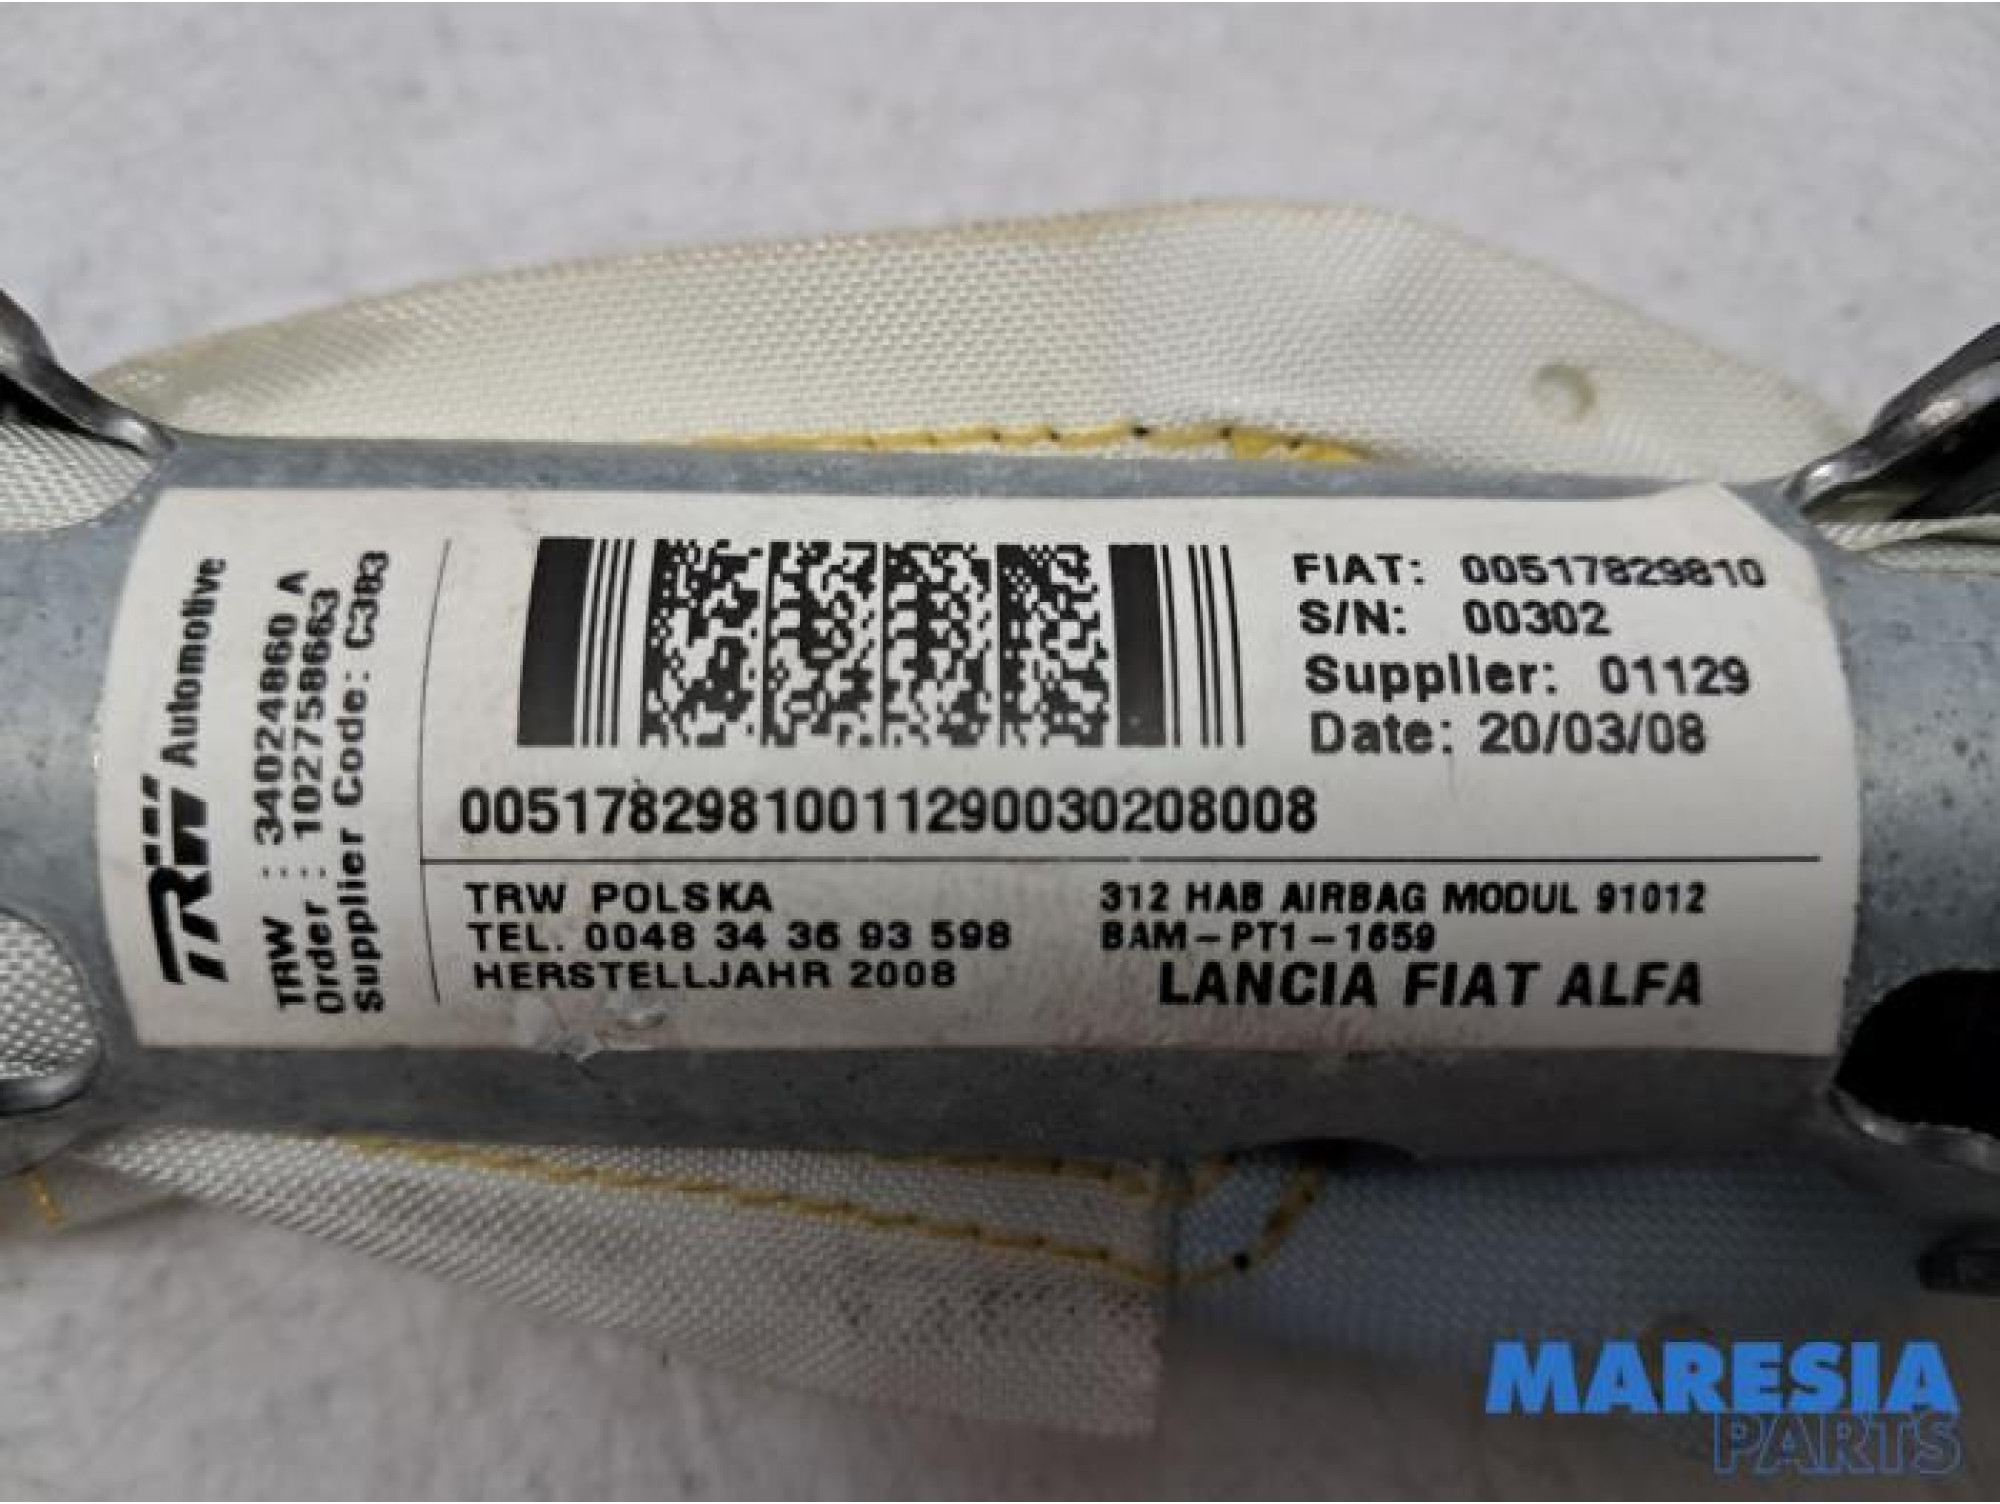 TRW Automotive
TRW : 34024860 A
Order : 102758663
Supplier Code: C3B3
FIAT: 00517829810
S/N: 00302
Supplier: 01129
Date: 20/03/08
00517829810011290030208008
TRW POLSKA
TEL. 0048 34 36 93 598
HERSTELLJAHR 2008
312 HAB AIRBAG MODUL 91012
BAM-PT1-1659
LANCIA FIAT ALFA
MARESIA
PARTS